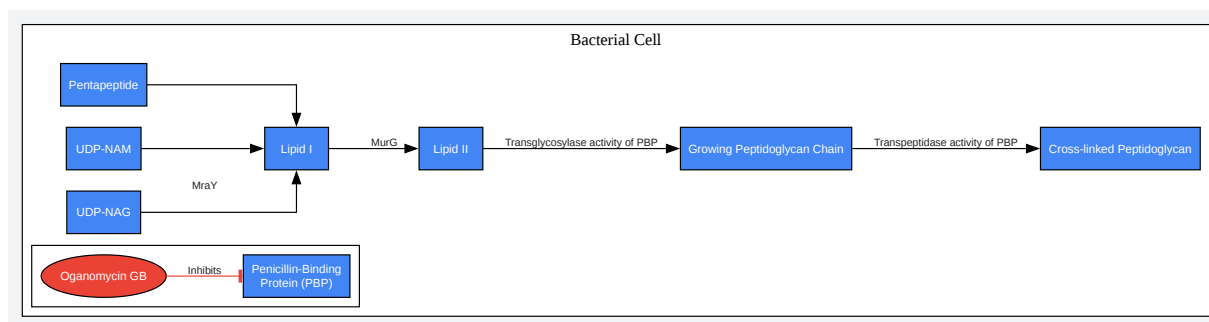 Bacterial Cell
Pentapeptide
UDP-NAM
Lipid I
MurG
Lipid II
Transglycosylase activity of PBP
Growing Peptidoglycan Chain
Transpeptidase activity of PBP
Cross-linked Peptidoglycan
MraY
UDP-NAG
Oganomycin GB
Inhibits
Penicillin-Binding
Protein (PBP)